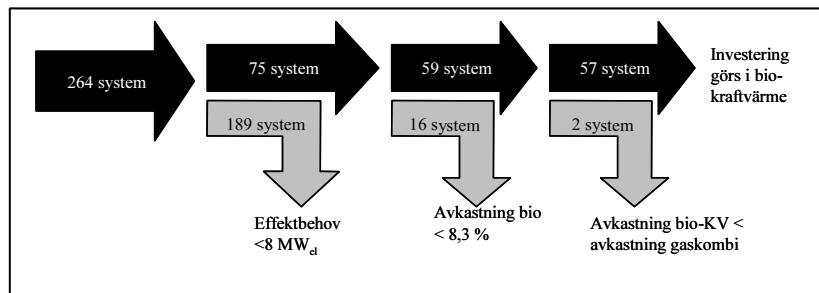 264 system
75 system
59 system
57 system
Investering
görs i bio-
kraftvärme
189 system
16 system
2 system
Effektbehov
<8 MWel
Avkastning bio
< 8,3 %
Avkastning bio-KV <
avkastning gaskombi